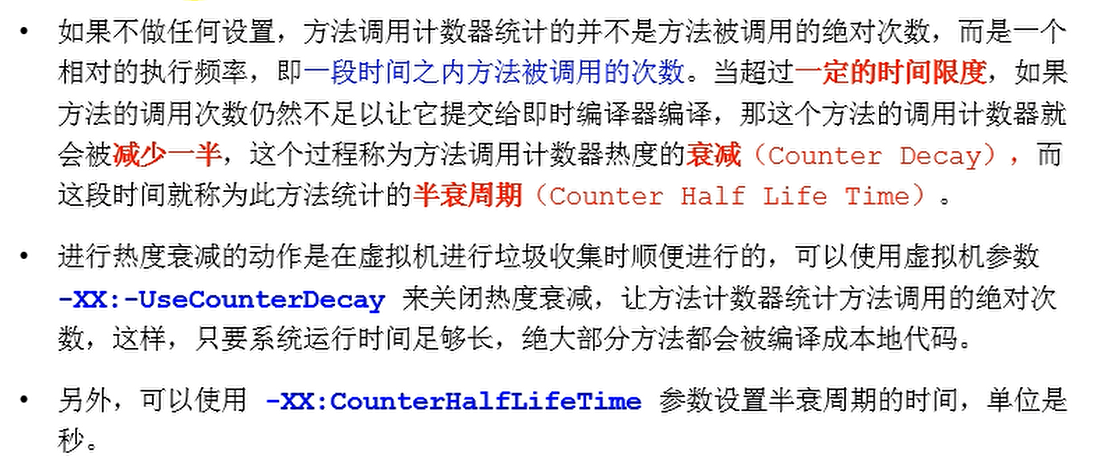 • 如果不做任何设置，方法调用计数器统计的并不是方法被调用的绝对次数，而是一个
相对的执行频率，即一段时间之内方法被调用的次数。当超过一定的时间限度，如果
方法的调用次数仍然不足以让它提交给即时编译器编译，那这个方法的调用计数器就
会被减少一半，这个过程称为方法调用计数器热度的衰减（Counter Decay），而
这段时间就称为此方法统计的半衰周期（Counter Half Life Time）。
• 进行热度衰减的动作是在虚拟机进行垃圾收集时顺便进行的，可以使用虚拟机参数
-XX:-UseCounterDecay 来关闭热度衰减，让方法计数器统计方法调用的绝对次
数，这样，只要系统运行时间足够长，绝大部分方法都会被编译成本地代码。
• 另外，可以使用 -XX:CounterHalfLifeTime 参数设置半衰周期的时间，单位是
秒。